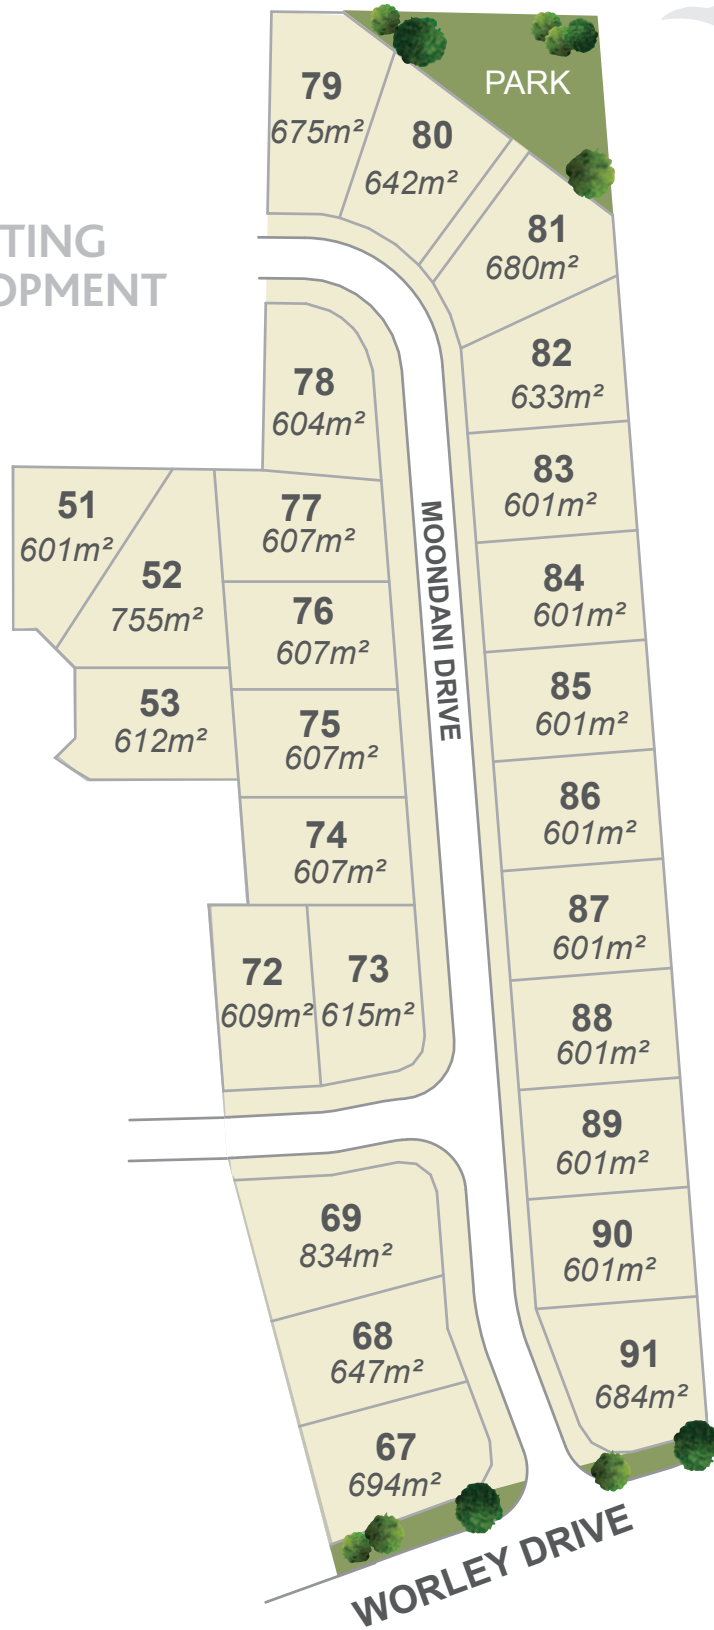 PARK
79
675m²
80
642m²
81
680m²
TING
OPMENT
82
633m²
78
604m²
83
601m²
51
601m²
77
607m²
52
755m²
84
601m²
76
607m²
MOONDANI DRIVE
85
601m²
53
612m²
75
607m²
86
601m²
74
607m²
87
601m²
72
609m²
73
615m²
88
601m²
89
601m²
69
834m²
90
601m²
68
647m²
91
684m²
67
694m²
WORLEY DRIVE